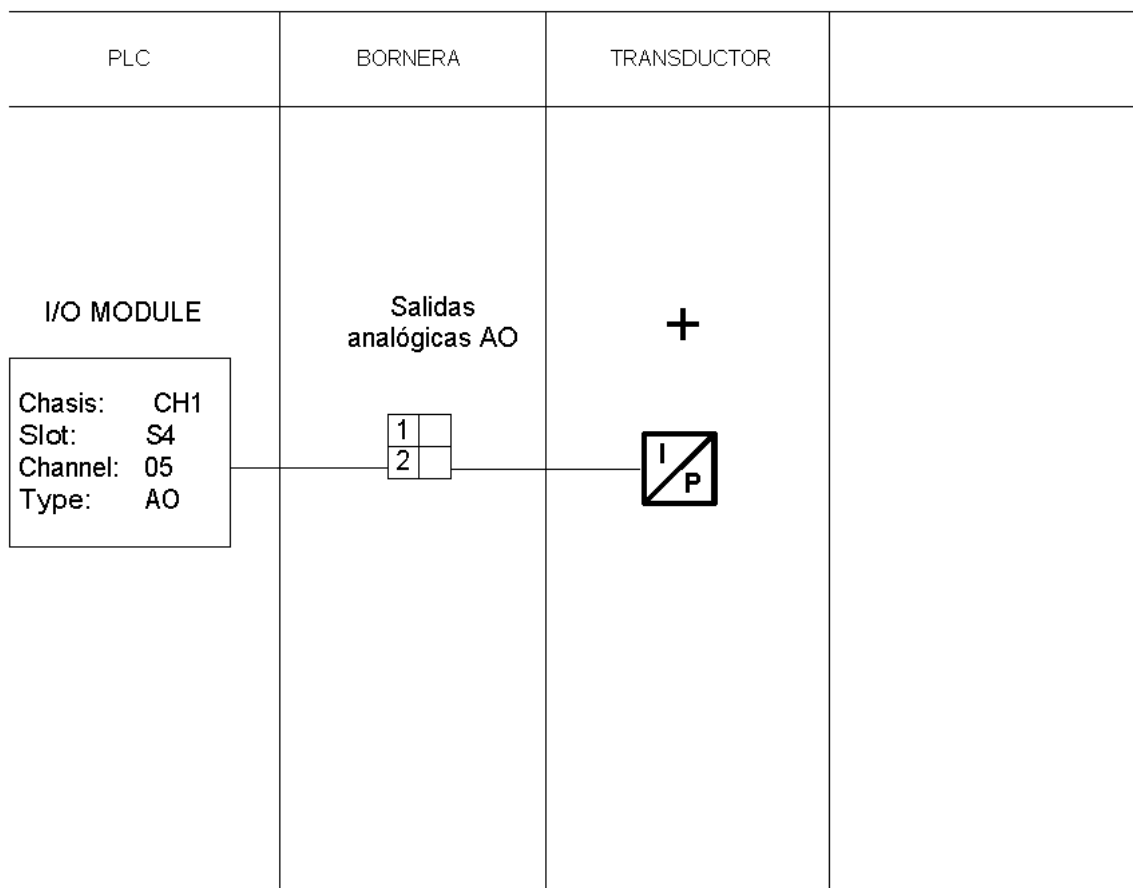 PLC
BORNERA
TRANSDUCTOR
I/O MODULE
Salidas
analógicas AO
+
Chasis: CH1
Slot: S4
Channel: 05
Type: AO
1
2
I
P